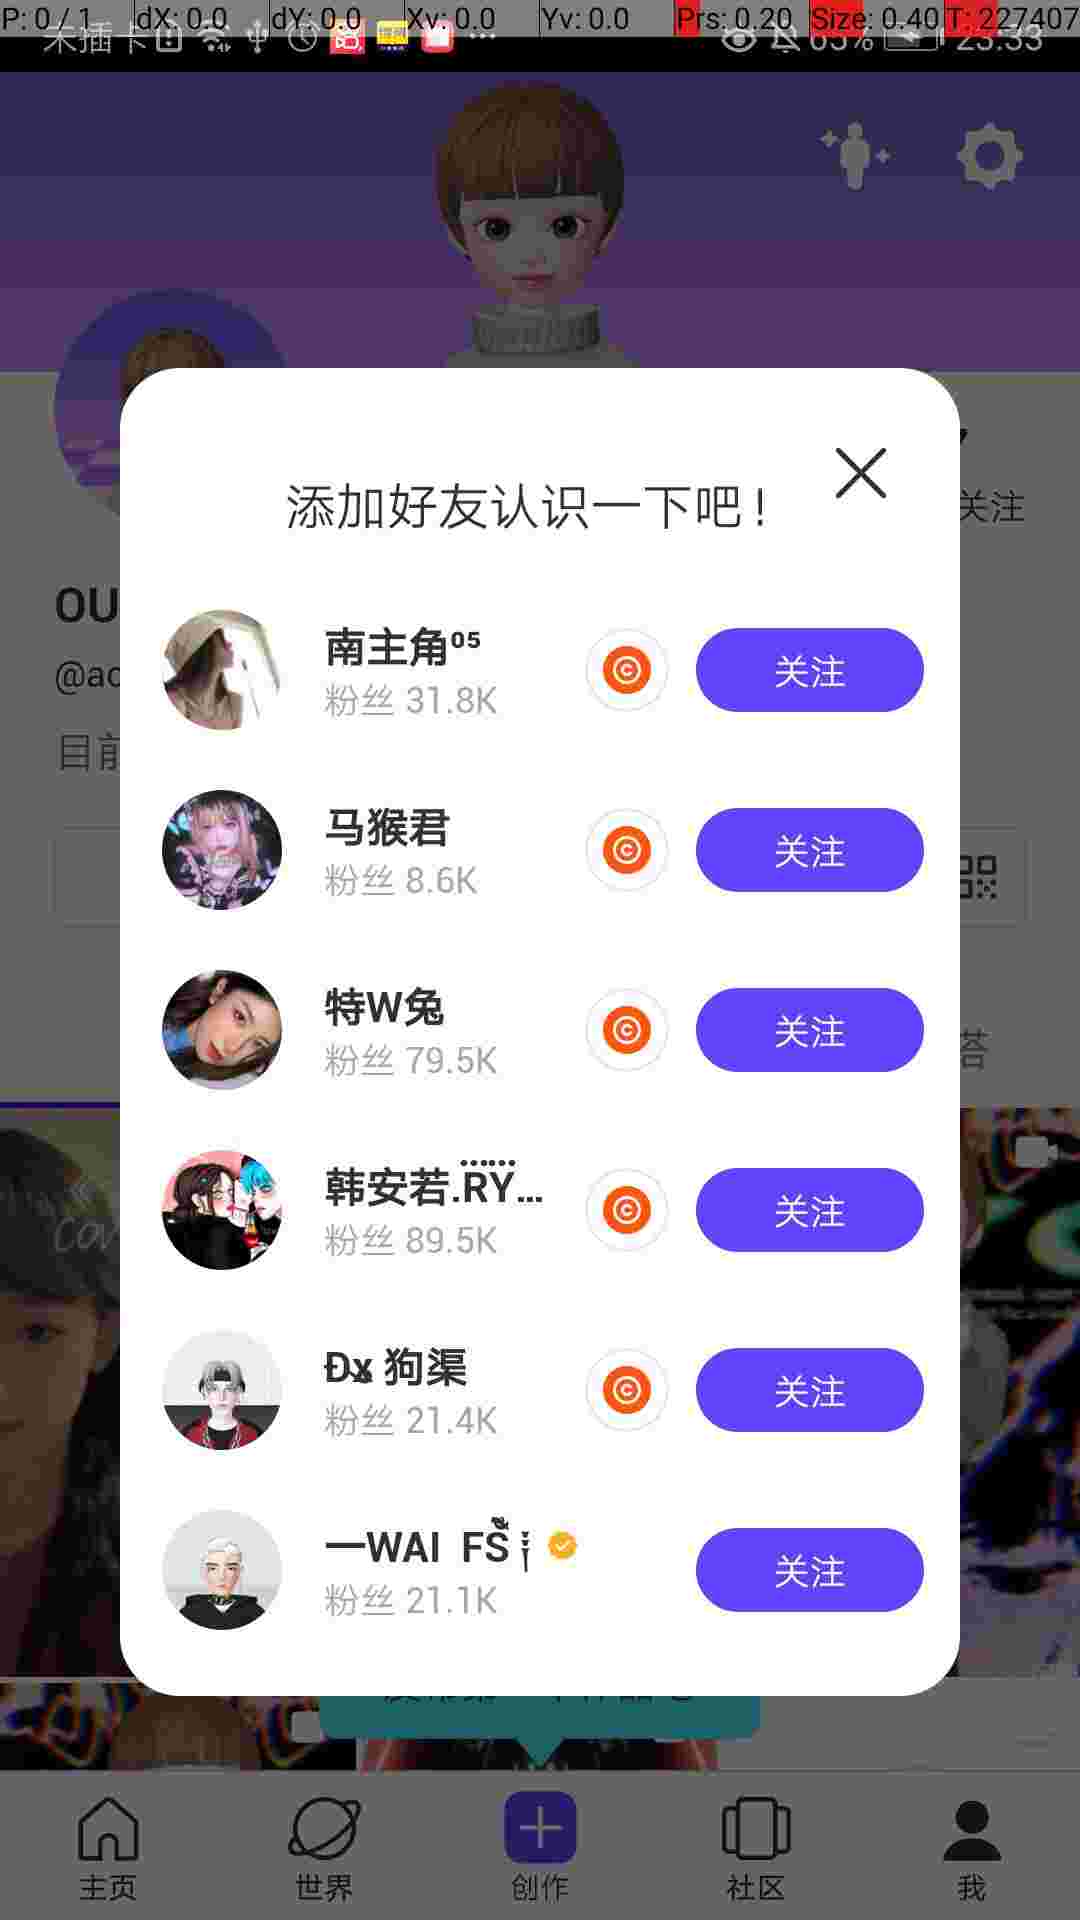 P: 0 / 1 dX: 0.0 dY: 0.0 Xv: 0.0 Yv: 0.0 Prs: 0.20 Size: 0.40 T: 227407
未插卡 63% 23:33
关注
添加好友认识一下吧!
OU
@ac
目前
南主角⁰⁵
粉丝 31.8K
关注
马猴君
粉丝 8.6K
关注
特W兔
粉丝 79.5K
关注
答
韩安若.RY...
粉丝 89.5K
关注
Đӿ 狗渠
粉丝 21.4K
关注
一WAI FS
粉丝 21.1K
关注
主页 世界 创作 社区 我